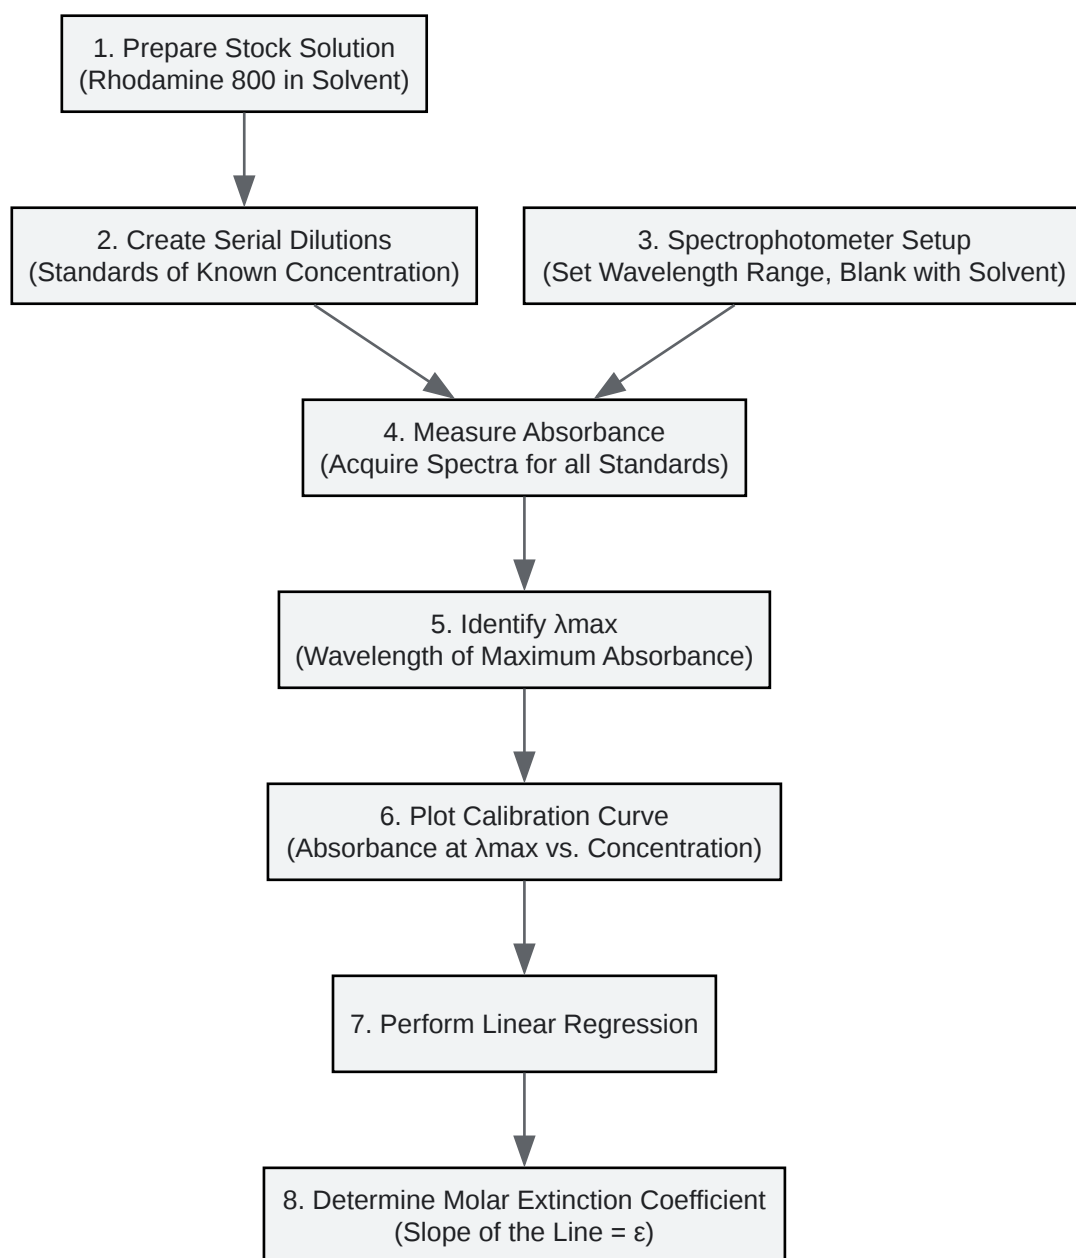 1. Prepare Stock Solution
(Rhodamine 800 in Solvent)
2. Create Serial Dilutions
(Standards of Known Concentration)
3. Spectrophotometer Setup
(Set Wavelength Range, Blank with Solvent)
4. Measure Absorbance
(Acquire Spectra for all Standards)
5. Identify λmax
(Wavelength of Maximum Absorbance)
6. Plot Calibration Curve
(Absorbance at λmax vs. Concentration)
7. Perform Linear Regression
8. Determine Molar Extinction Coefficient
(Slope of the Line = ε)